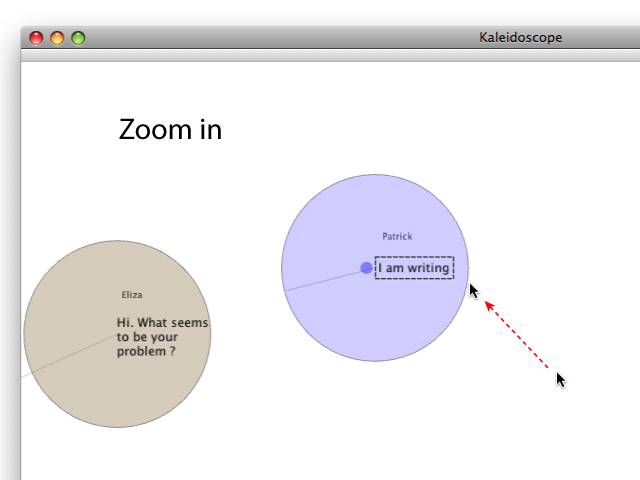 Kaleidoscope
Zoom in
Patrick
I am writing
Eliza
Hi. What seems
to be your
problem ?